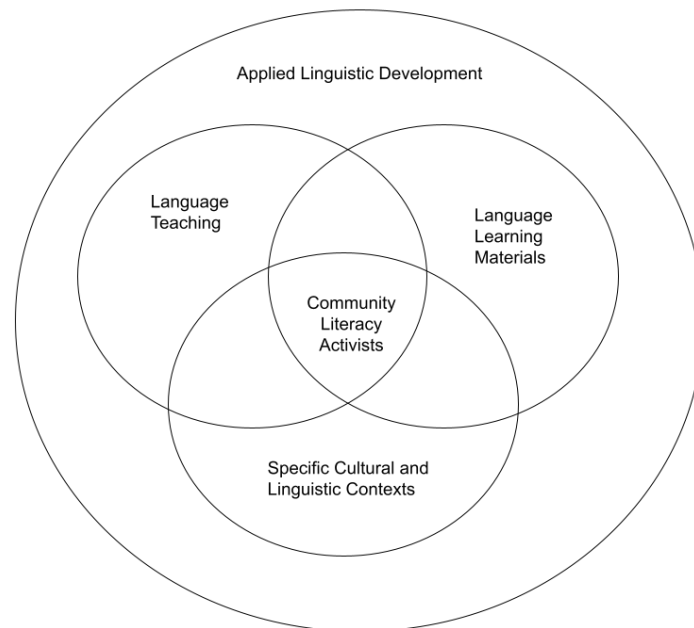 Applied Linguistic Development
Language
Teaching
Language
Learning
Materials
Community
Literacy
Activists
Specific Cultural and
Linguistic Contexts